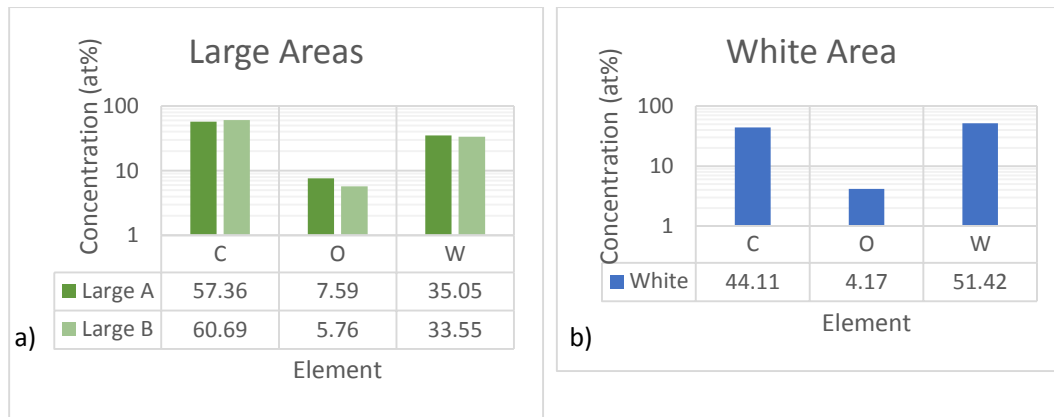 Large Areas
Concentration (at%)
100
10
1
C O W
Large A 57.36 7.59 35.05
Large B 60.69 5.76 33.55
Element
a)
White Area
Concentration (at%)
100
10
1
C O W
White 44.11 4.17 51.42
Element
b)